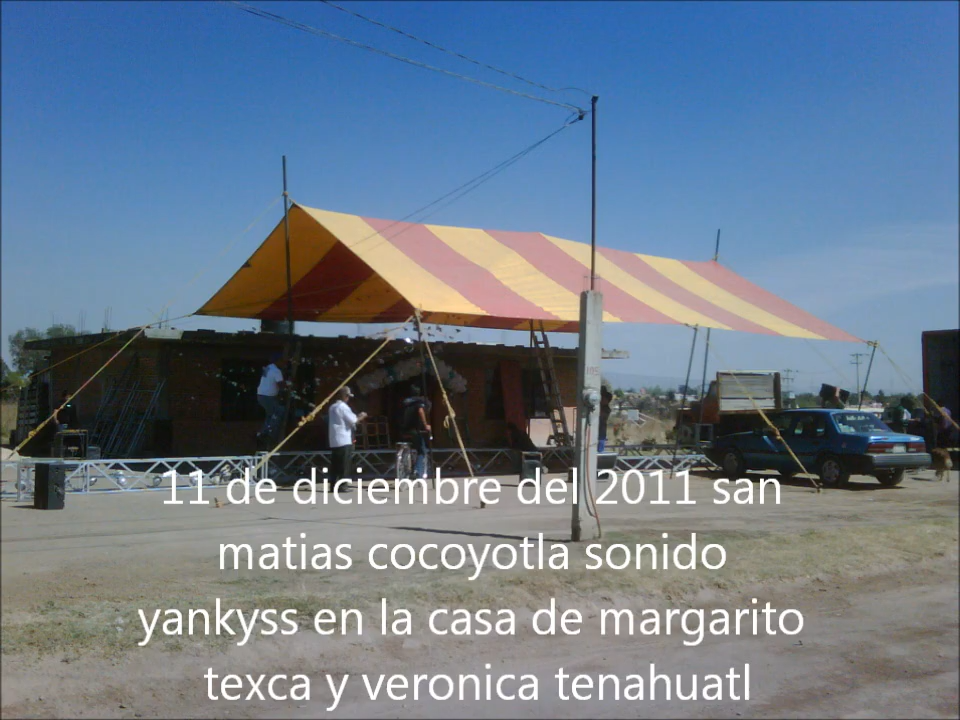 11 de diciembre del 2011 san
matias cocoyotla sonido
yankyss en la casa de margarito
texca y veronica tenahuatl